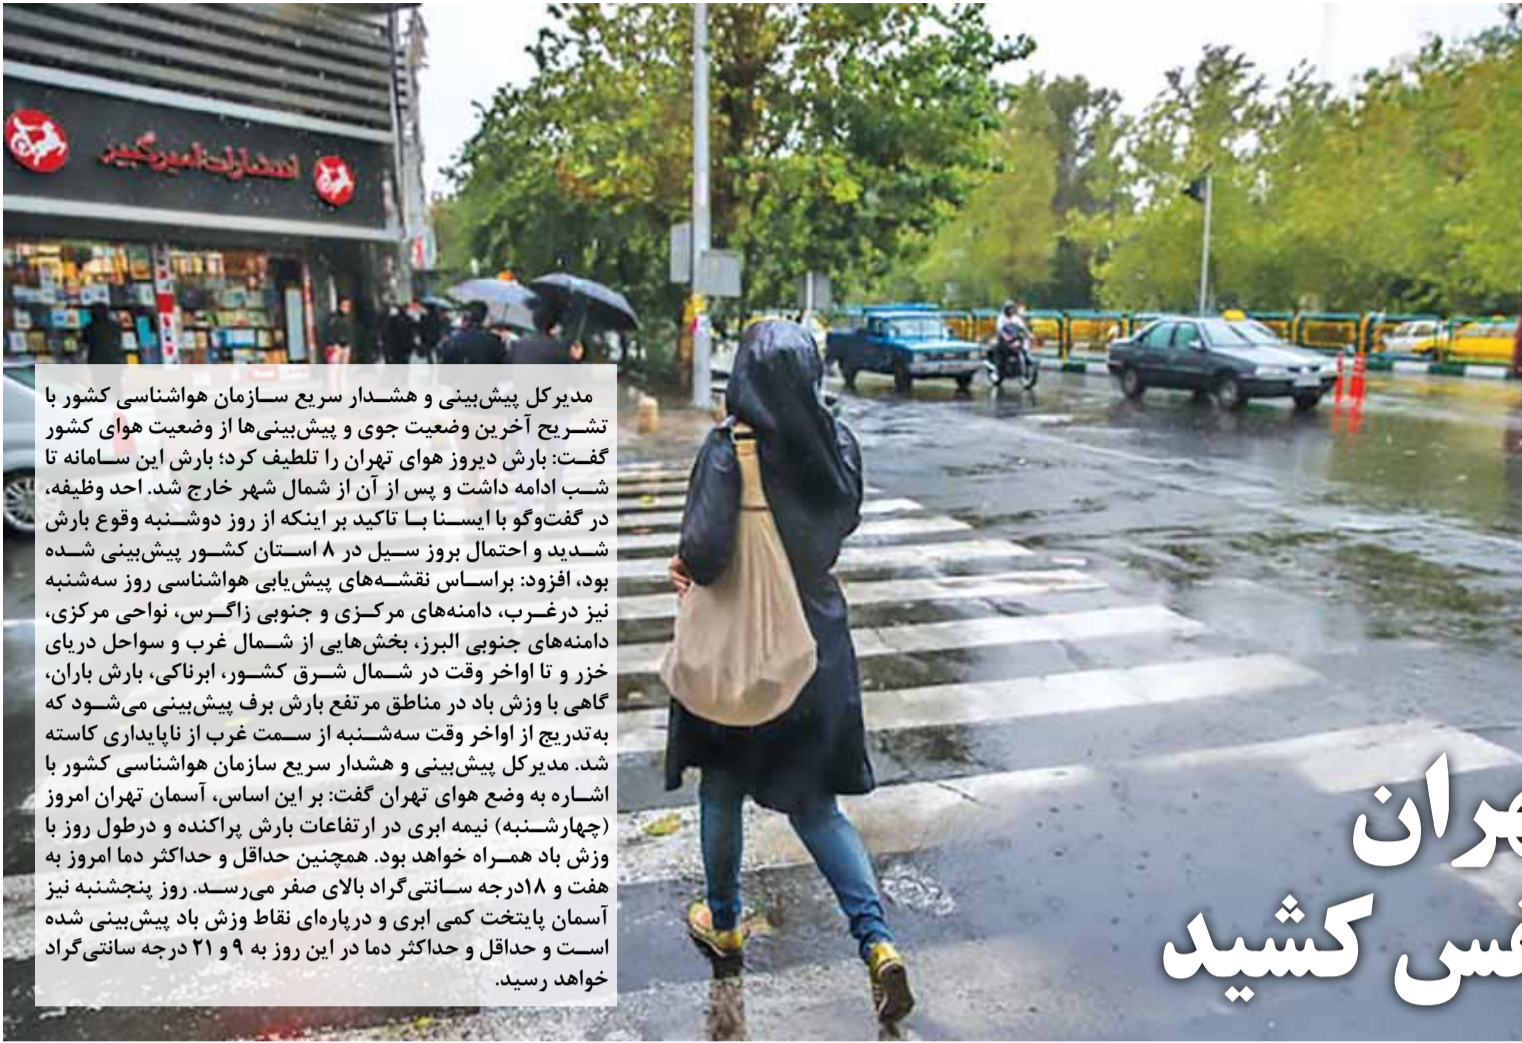 انتشارات امیرکبیر
مدیرکل پیش‌بینی و هشدار سریع سازمان هواشناسی کشور با
تشریح آخرین وضعیت جوی و پیش‌بینی‌ها از وضعیت هوای کشور
گفت: بارش دیروز هوای تهران را تلطیف کرد؛ بارش این سامانه تا
شب ادامه داشت و پس از آن از شمال شهر خارج شد. احد وظیفه،
در گفت‌وگو با ایسنا با تاکید بر اینکه از روز دوشنبه وقوع بارش
شدید و احتمال بروز سیل در ۸ استان کشور پیش‌بینی شده
بود، افزود: براساس نقشه‌های پیش‌یابی هواشناسی روز سه‌شنبه
نیز درغرب، دامنه‌های مرکزی و جنوبی زاگرس، نواحی مرکزی،
دامنه‌های جنوبی البرز، بخش‌هایی از شمال غرب و سواحل دریای
خزر و تا اواخر وقت در شمال شرق کشور، ابرناکی، بارش باران،
گاهی با وزش باد در مناطق مرتفع بارش برف پیش‌بینی می‌شود که
به‌تدریج از اواخر وقت سه‌شنبه از سمت غرب از ناپایداری کاسته
شد. مدیرکل پیش‌بینی و هشدار سریع سازمان هواشناسی کشور با
اشاره به وضع هوای تهران گفت: بر این اساس، آسمان تهران امروز
(چهارشنبه) نیمه ابری در ارتفاعات بارش پراکنده و درطول روز با
وزش باد همراه خواهد بود. همچنین حداقل و حداکثر دما امروز به
هفت و ۱۸درجه سانتی‌گراد بالای صفر می‌رسد. روز پنجشنبه نیز
آسمان پایتخت کمی ابری و درپاره‌ای نقاط وزش باد پیش‌بینی شده
است و حداقل و حداکثر دما در این روز به ۹ و ۲۱ درجه سانتی‌گراد
خواهد رسید.
هران
فس کشید